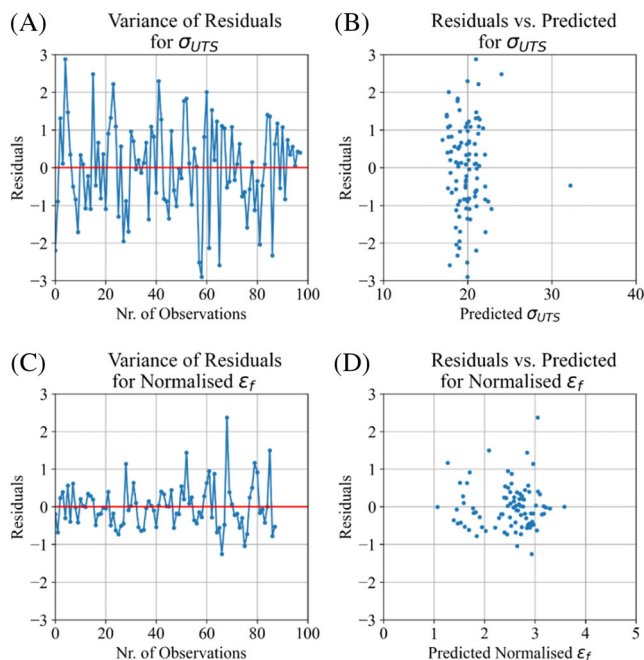 (A) Variance of Residuals
for σUTS
3
2
1
0
−1
−2
−3
Residuals
0 20 40 60 80 100
Nr. of Observations
(B) Residuals vs. Predicted
for σUTS
3
2
1
0
−1
−2
−3
Residuals
10 20 30 40
Predicted σUTS
(C) Variance of Residuals
for Normalised εf
3
2
1
0
−1
−2
−3
Residuals
0 20 40 60 80 100
Nr. of Observations
(D) Residuals vs. Predicted
for Normalised εf
3
2
1
0
−1
−2
−3
Residuals
0 1 2 3 4 5
Predicted Normalised εf